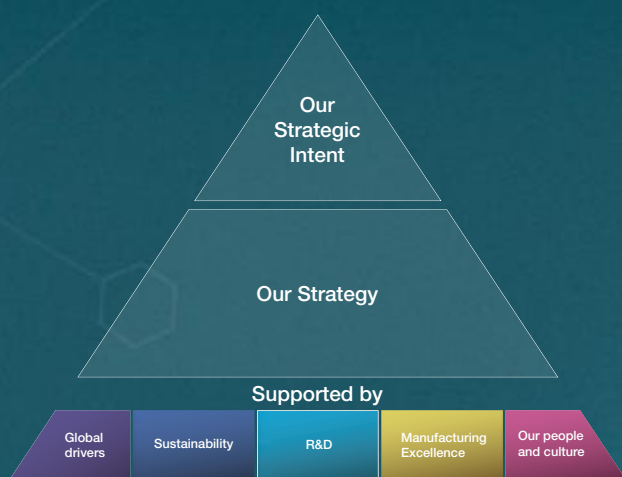 Our
Strategic
Intent
Our Strategy
Supported by
Global
drivers
Sustainability
R&D
Manufacturing
Excellence
Our people
and culture